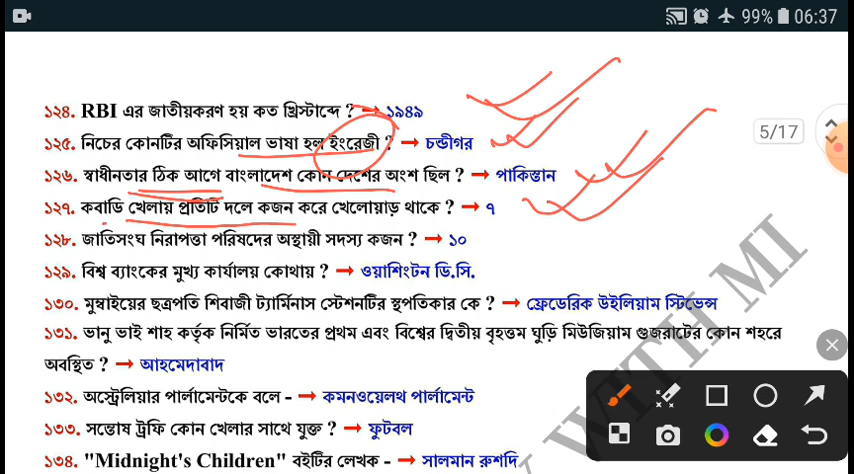 99% 06:37
১২৪. RBI এর জাতীয়করণ হয় কত খ্রিস্টাব্দে ? → ১৯৪৯
5/17
১২৫. নিচের কোনটির অফিসিয়াল ভাষা হল ইংরেজী ? → চন্ডীগর
১২৬. স্বাধীনতার ঠিক আগে বাংলাদেশ কোন দেশের অংশ ছিল ? → পাকিস্তান
১২৭. কবাডি খেলায় প্রতিটি দলে কজন করে খেলোয়াড় থাকে ? → ৭
১২৮. জাতিসংঘ নিরাপত্তা পরিষদের অস্থায়ী সদস্য কজন ? → ১০
১২৯. বিশ্ব ব্যাংকের মুখ্য কার্যালয় কোথায় ? → ওয়াশিংটন ডি.সি.
১৩০. মুম্বাইয়ের ছত্রপতি শিবাজী ট্যার্মিনাস স্টেশনটির স্থপতিকার কে ? → ফ্রেডেরিক উইলিয়াম স্টিভেন্স
১৩১. ভানু ভাই শাহ কর্তৃক নির্মিত ভারতের প্রথম এবং বিশ্বের দ্বিতীয় বৃহত্তম ঘুড়ি মিউজিয়াম গুজরাটের কোন শহরে
অবস্থিত ? → আহমেদাবাদ
১৩২. অস্ট্রেলিয়ার পার্লামেন্টকে বলে - → কমনওয়েলথ পার্লামেন্ট
১৩৩. সন্তোষ ট্রফি কোন খেলার সাথে যুক্ত ? → ফুটবল
১৩৪. "Midnight's Children" বইটির লেখক - → সালমান রুশদি
WITH MI